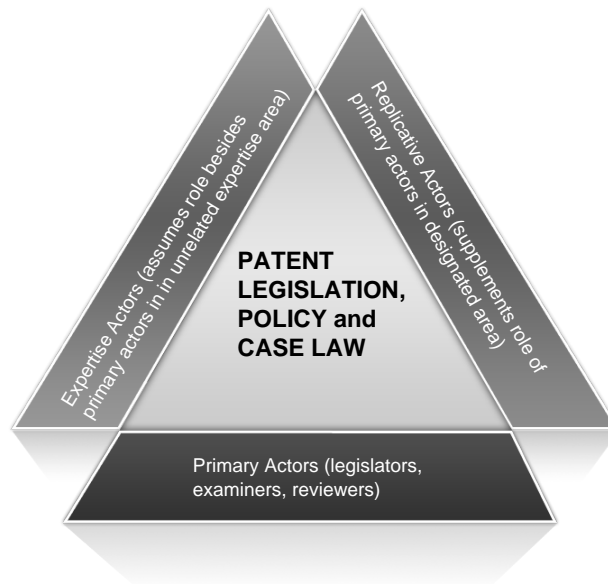 Expertise Actors (assumes role besides
primary actors in in unrelated expertise area)
Replicative Actors (supplements role of
primary actors in designated area)
PATENT
LEGISLATION,
POLICY and
CASE LAW
Primary Actors (legislators,
examiners, reviewers)